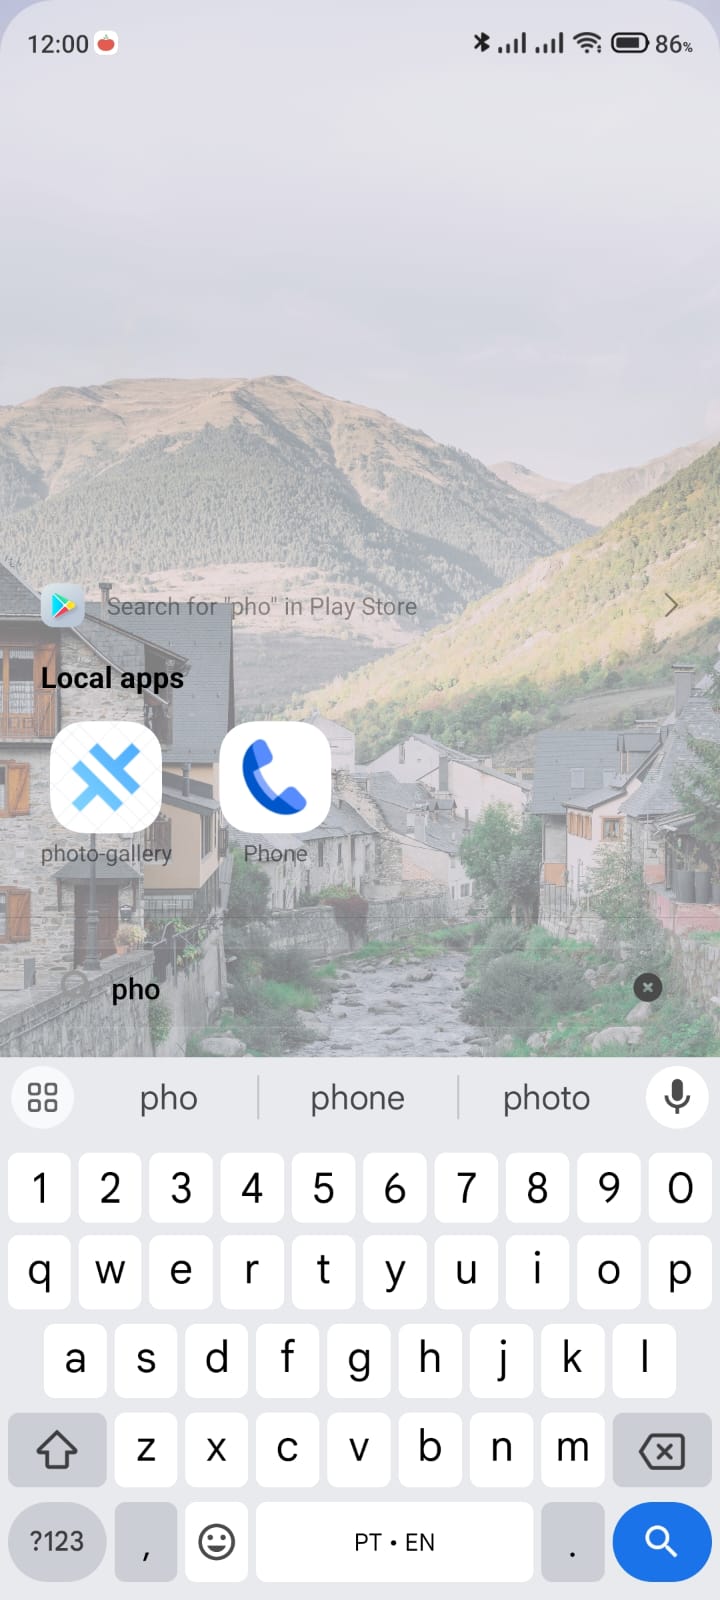 12:00 86%
Search for "pho" in Play Store
Local apps
photo-gallery Phone
pho
pho phone photo
1 2 3 4 5 6 7 8 9 0
q w e r t y u i o p
a s d f g h j k l
z x c v b n m
?123 , PT • EN .